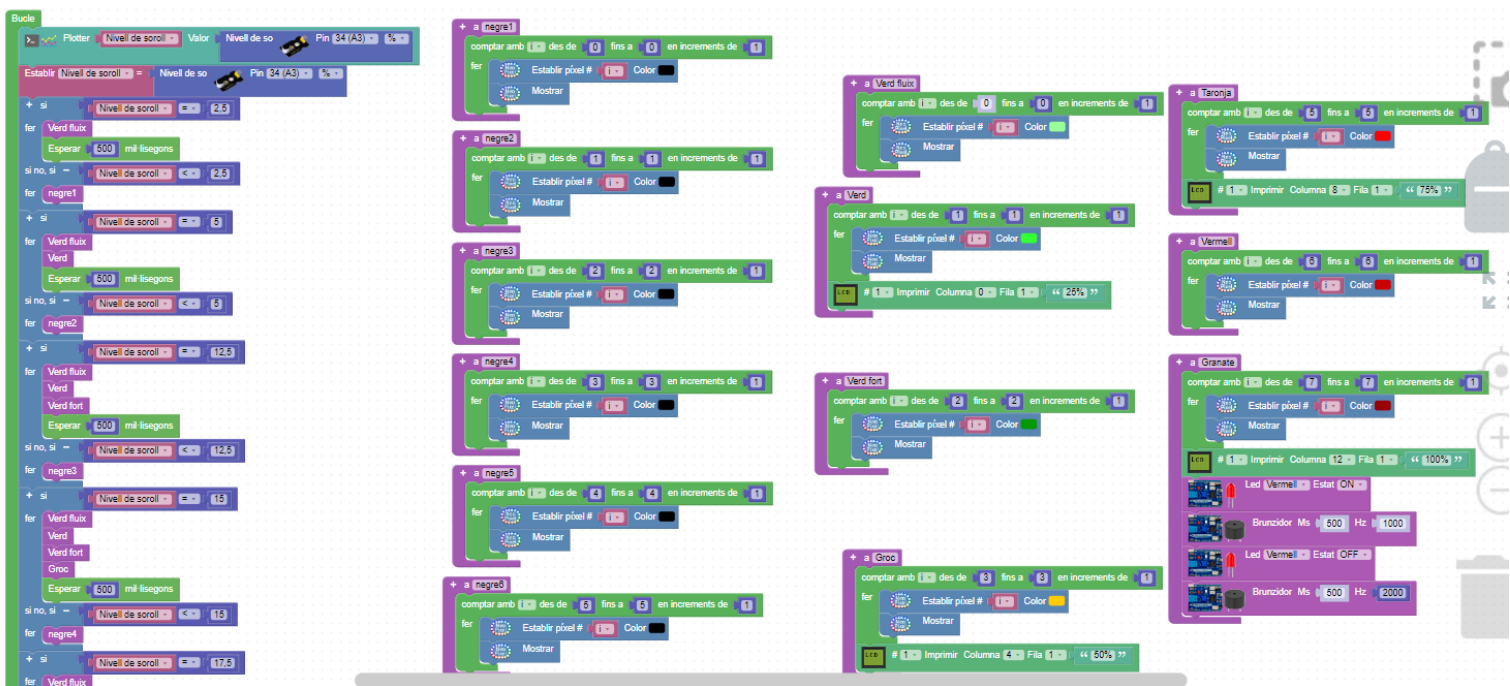 Bucle
Plotter Nivell de soroll Valor Nivell de so Pin 34 (A3) %
Establir Nivell de soroll = Nivell de so Pin 34 (A3) %
+ si Nivell de soroll = 2,5
fer Verd fluix
Esperar 500 mil·lisegons
si no, si − Nivell de soroll < 2,5
fer negre1
+ si Nivell de soroll = 5
fer Verd fluix
Verd
Esperar 500 mil·lisegons
si no, si − Nivell de soroll < 5
fer negre2
+ si Nivell de soroll = 12,5
fer Verd fluix
Verd
Verd fort
Esperar 500 mil·lisegons
si no, si − Nivell de soroll < 12,5
fer negre3
+ si Nivell de soroll = 15
fer Verd fluix
Verd
Verd fort
Groc
Esperar 500 mil·lisegons
si no, si − Nivell de soroll < 15
fer negre4
+ si Nivell de soroll = 17,5
fer Verd fluix
+ a negre1
comptar amb i des de 0 fins a 0 en increments de 1
fer Establir píxel # i Color
Mostrar
+ a negre2
comptar amb i des de 1 fins a 1 en increments de 1
fer Establir píxel # i Color
Mostrar
+ a negre3
comptar amb i des de 2 fins a 2 en increments de 1
fer Establir píxel # i Color
Mostrar
+ a negre4
comptar amb i des de 3 fins a 3 en increments de 1
fer Establir píxel # i Color
Mostrar
+ a negre5
comptar amb i des de 4 fins a 4 en increments de 1
fer Establir píxel # i Color
Mostrar
+ a negre6
comptar amb i des de 5 fins a 5 en increments de 1
fer Establir píxel # i Color
Mostrar
+ a Verd fluix
comptar amb i des de 0 fins a 0 en increments de 1
fer Establir píxel # i Color
Mostrar
+ a Verd
comptar amb i des de 1 fins a 1 en increments de 1
fer Establir píxel # i Color
Mostrar
LCD # 1 Imprimir Columna 0 Fila 1 “ 25% ”
+ a Verd fort
comptar amb i des de 2 fins a 2 en increments de 1
fer Establir píxel # i Color
Mostrar
+ a Groc
comptar amb i des de 3 fins a 3 en increments de 1
fer Establir píxel # i Color
Mostrar
LCD # 1 Imprimir Columna 4 Fila 1 “ 50% ”
+ a Taronja
comptar amb i des de 5 fins a 5 en increments de 1
fer Establir píxel # i Color
Mostrar
LCD # 1 Imprimir Columna 8 Fila 1 “ 75% ”
+ a Vermell
comptar amb i des de 6 fins a 6 en increments de 1
fer Establir píxel # i Color
Mostrar
+ a Granate
comptar amb i des de 7 fins a 7 en increments de 1
fer Establir píxel # i Color
Mostrar
LCD # 1 Imprimir Columna 12 Fila 1 “ 100% ”
Led Vermell Estat ON
Brunzidor Ms 500 Hz 1000
Led Vermell Estat OFF
Brunzidor Ms 500 Hz 2000